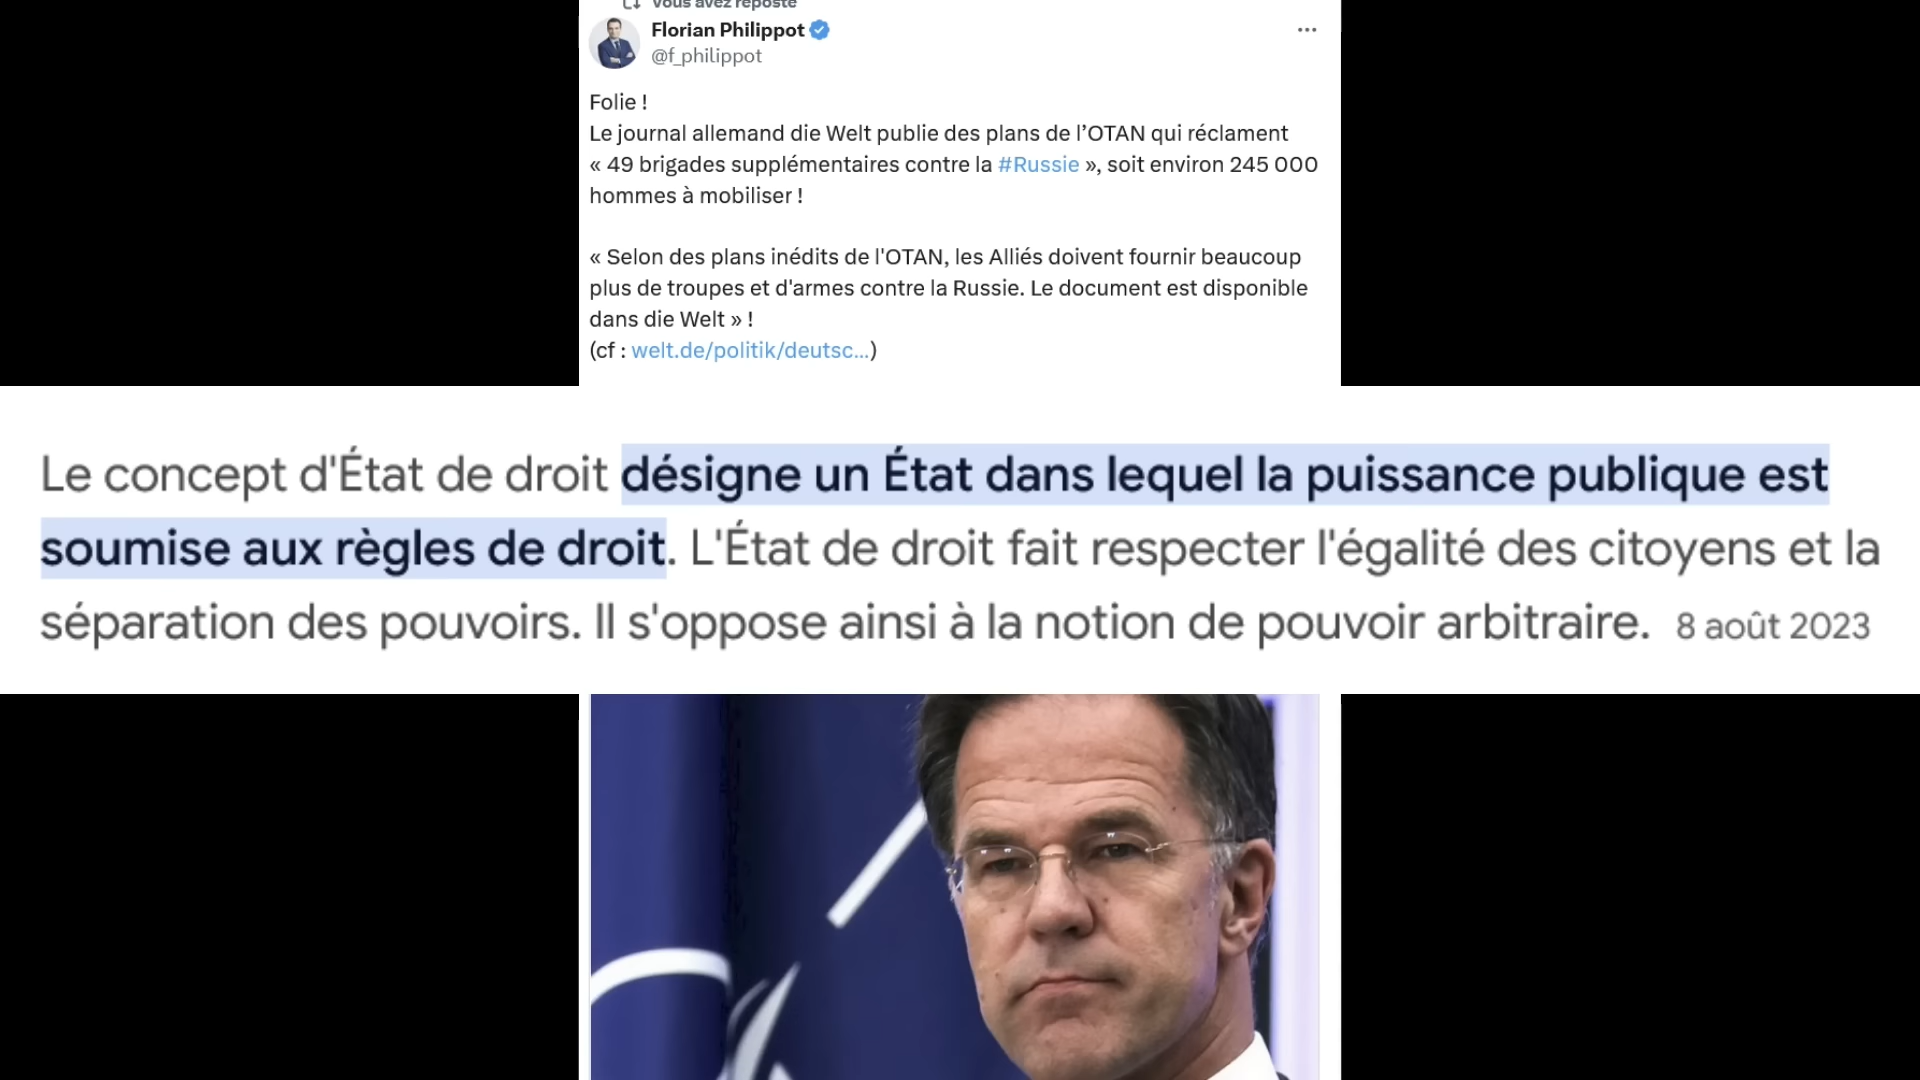 Vous avez reposté
Florian Philippot
@f_philippot
Folie !
Le journal allemand die Welt publie des plans de l’OTAN qui réclament
« 49 brigades supplémentaires contre la #Russie », soit environ 245 000
hommes à mobiliser !
« Selon des plans inédits de l'OTAN, les Alliés doivent fournir beaucoup
plus de troupes et d'armes contre la Russie. Le document est disponible
dans die Welt » !
(cf : welt.de/politik/deutsc...)
Le concept d'État de droit désigne un État dans lequel la puissance publique est
soumise aux règles de droit. L'État de droit fait respecter l'égalité des citoyens et la
séparation des pouvoirs. Il s'oppose ainsi à la notion de pouvoir arbitraire. 8 août 2023